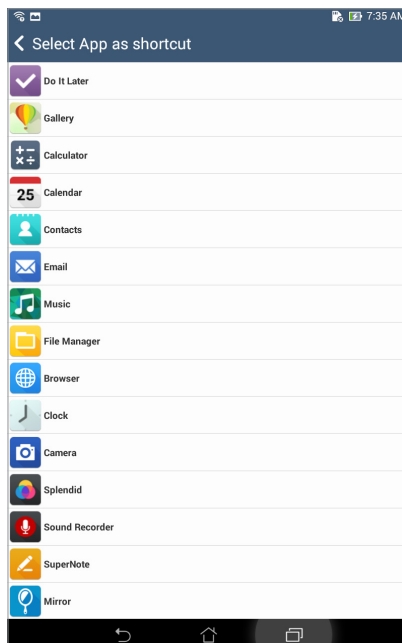 7:35 AM
Select App as shortcut
Do It Later
Gallery
Calculator
25 Calendar
Contacts
Email
Music
File Manager
Browser
Clock
Camera
Splendid
Sound Recorder
SuperNote
Mirror